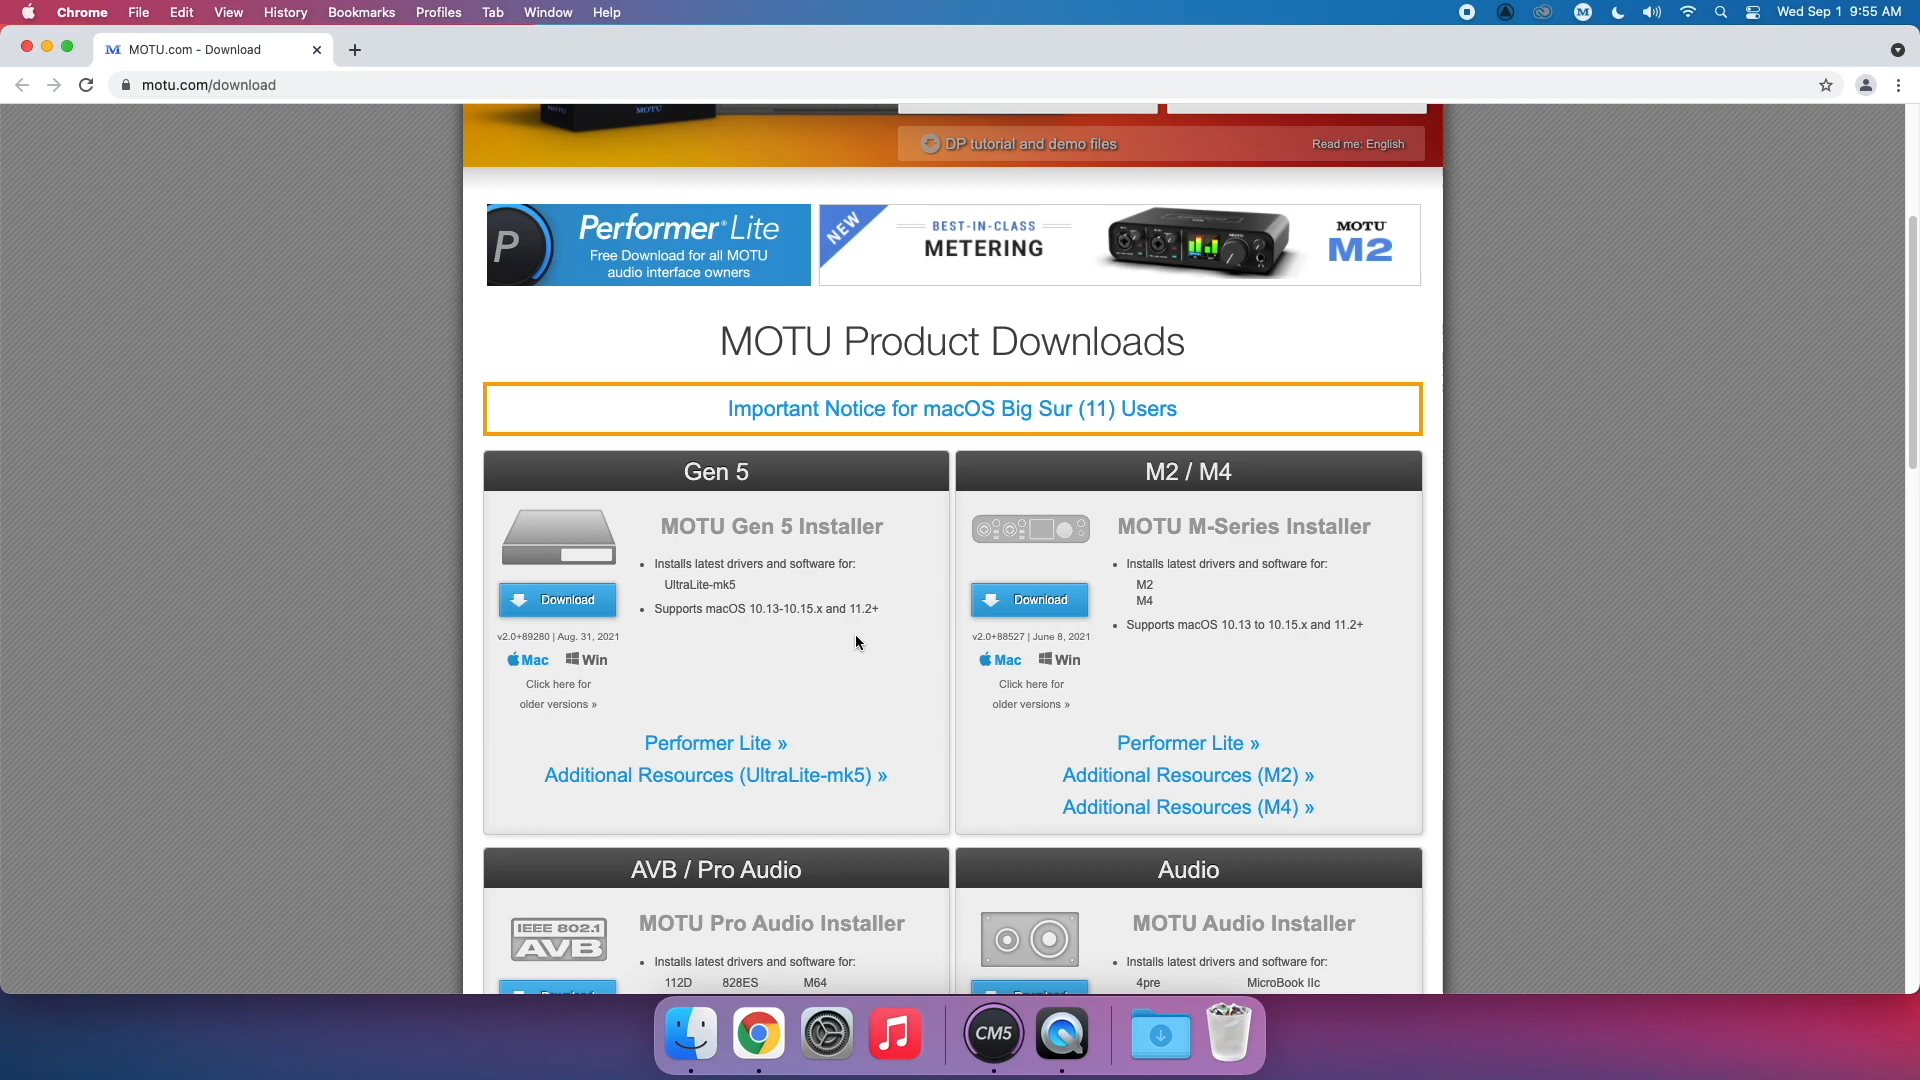 Chrome File Edit View History Bookmarks Profiles Tab Window Help
M
Wed Sep 1 9:55 AM
M MOTU.com - Download
motu.com/download
MOTU
DP tutorial and demo files
Read me: English
P
Performer Lite
Free Download for all MOTU
audio interface owners
NEW
BEST-IN-CLASS
METERING
MOTU
M2
MOTU Product Downloads
Important Notice for macOS Big Sur (11) Users
Gen 5
MOTU Gen 5 Installer
• Installs latest drivers and software for:
UltraLite-mk5
• Supports macOS 10.13-10.15.x and 11.2+
Download
v2.0+89280 | Aug. 31, 2021
Mac Win
Click here for
older versions »
Performer Lite »
Additional Resources (UltraLite-mk5) »
M2 / M4
MOTU M-Series Installer
• Installs latest drivers and software for:
M2
M4
• Supports macOS 10.13 to 10.15.x and 11.2+
Download
v2.0+88527 | June 8, 2021
Mac Win
Click here for
older versions »
Performer Lite »
Additional Resources (M2) »
Additional Resources (M4) »
AVB / Pro Audio
IEEE 802.1
AVB
MOTU Pro Audio Installer
• Installs latest drivers and software for:
112D 828ES M64
Audio
MOTU Audio Installer
• Installs latest drivers and software for:
4pre MicroBook IIc
CM5